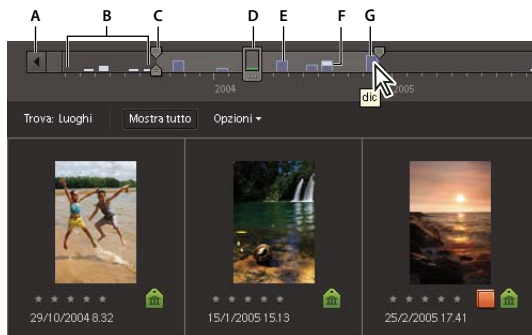 A B C D E F G
2004 2005
dic
Trova: Luoghi Mostra tutto Opzioni
29/10/2004 8.32 15/1/2005 15.13 25/2/2005 17.41